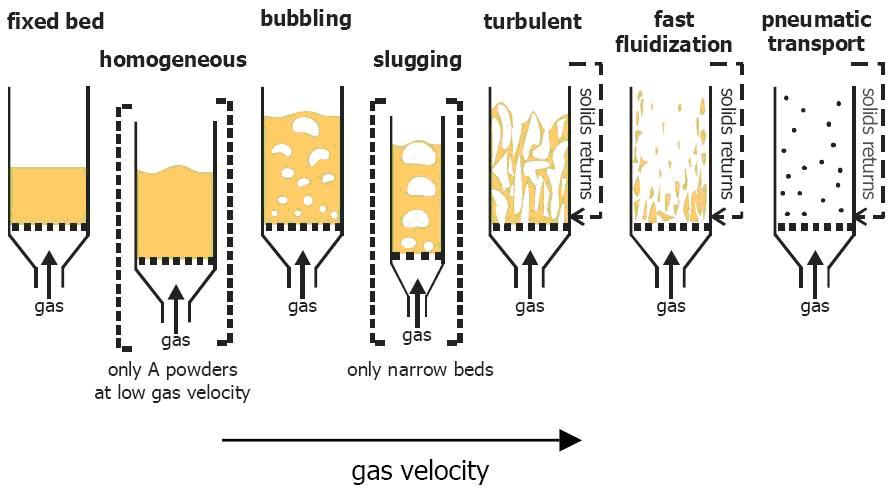 fixed bed
homogeneous
bubbling
slugging
turbulent
fast
fluidization
pneumatic
transport
solids returns
solids returns
solids returns
gas
gas
gas
gas
gas
gas
gas
only A powders
at low gas velocity
only narrow beds
gas velocity